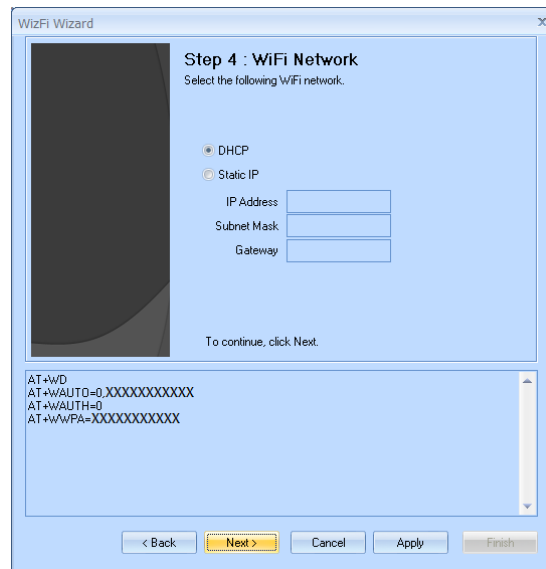 WizFi Wizard
x
Step 4 : WiFi Network
Select the following WiFi network.
DHCP
Static IP
IP Address
Subnet Mask
Gateway
To continue, click Next.
AT+WD
AT+WAUTO=0,XXXXXXXXXXX
AT+WAUTH=0
AT+WWPA=XXXXXXXXXXX
< Back Next > Cancel Apply Finish